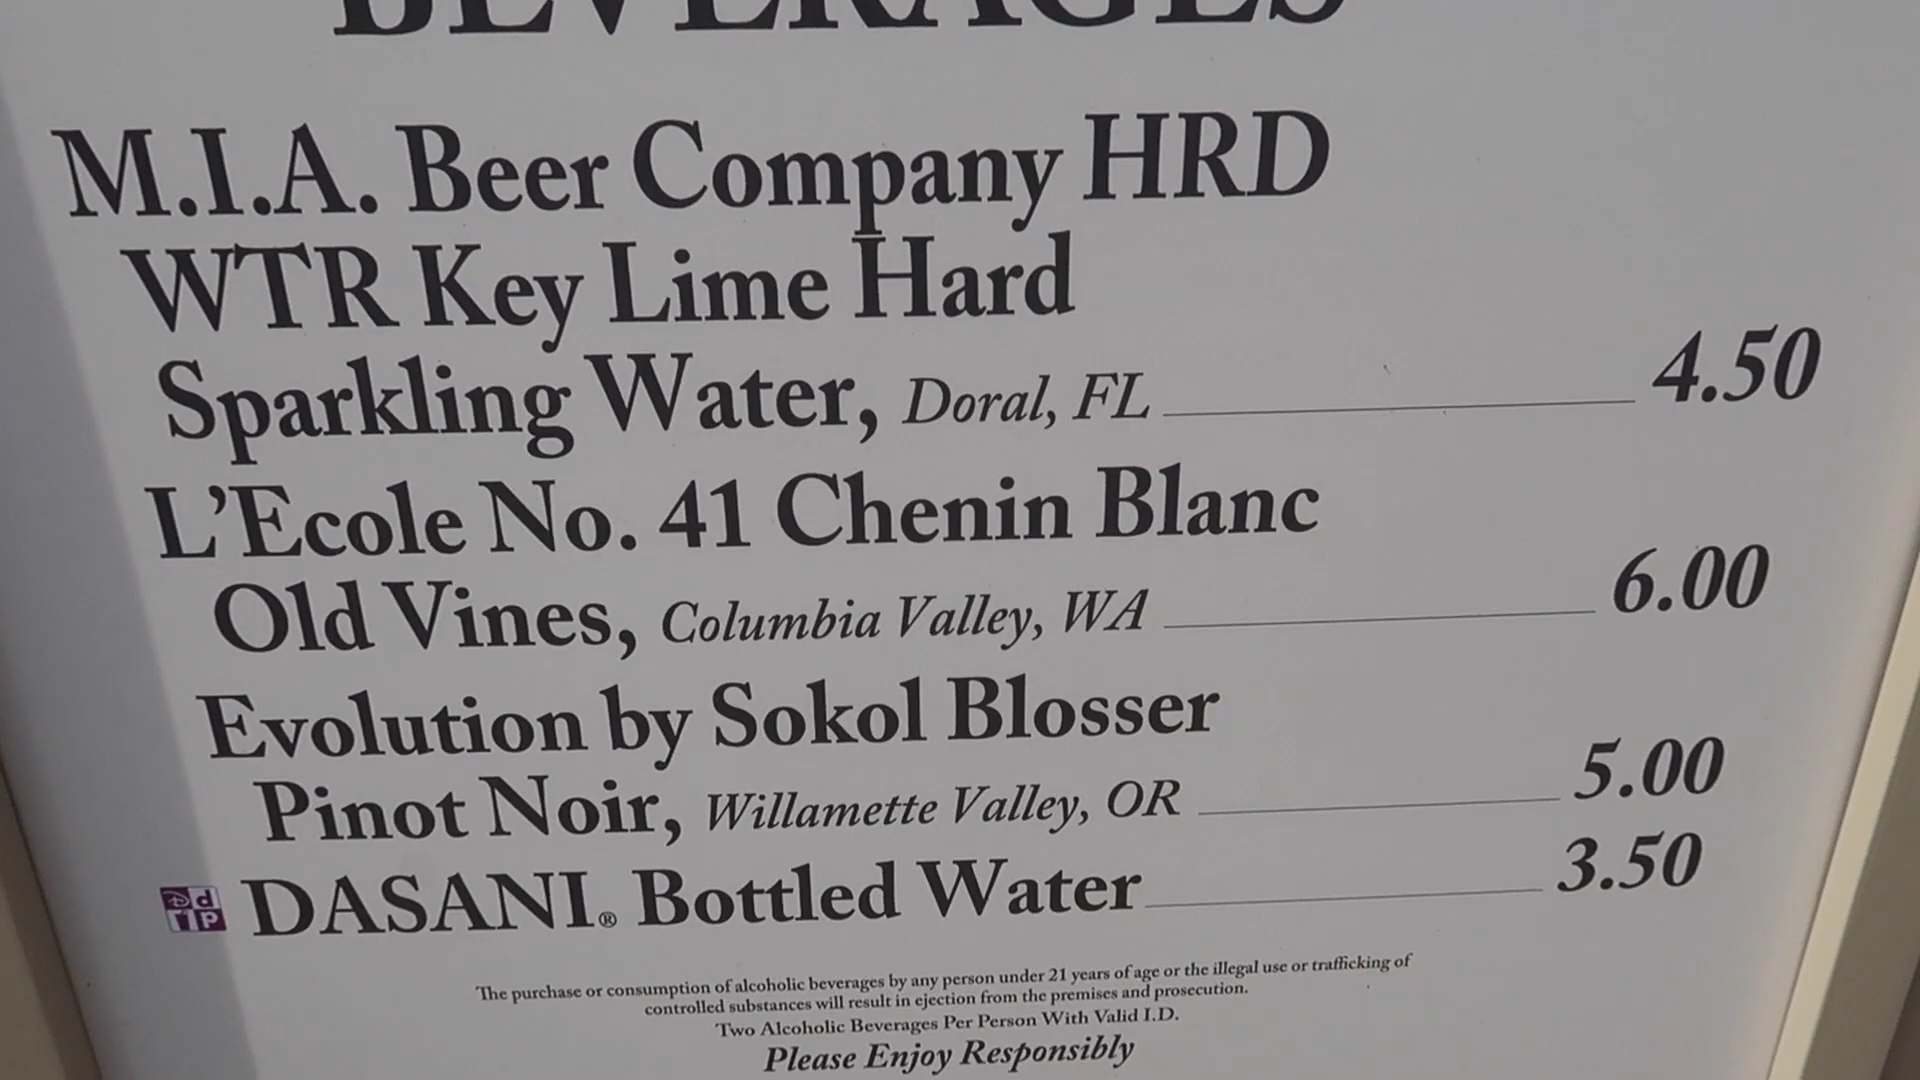 BEVERAGES
M.I.A. Beer Company HRD
WTR Key Lime Hard
Sparkling Water, Doral, FL 4.50
L'Ecole No. 41 Chenin Blanc
Old Vines, Columbia Valley, WA 6.00
Evolution by Sokol Blosser
Pinot Noir, Willamette Valley, OR 5.00
DdTP DASANI® Bottled Water 3.50
The purchase or consumption of alcoholic beverages by any person under 21 years of age or the illegal use or trafficking of
controlled substances will result in ejection from the premises and prosecution.
Two Alcoholic Beverages Per Person With Valid I.D.
Please Enjoy Responsibly